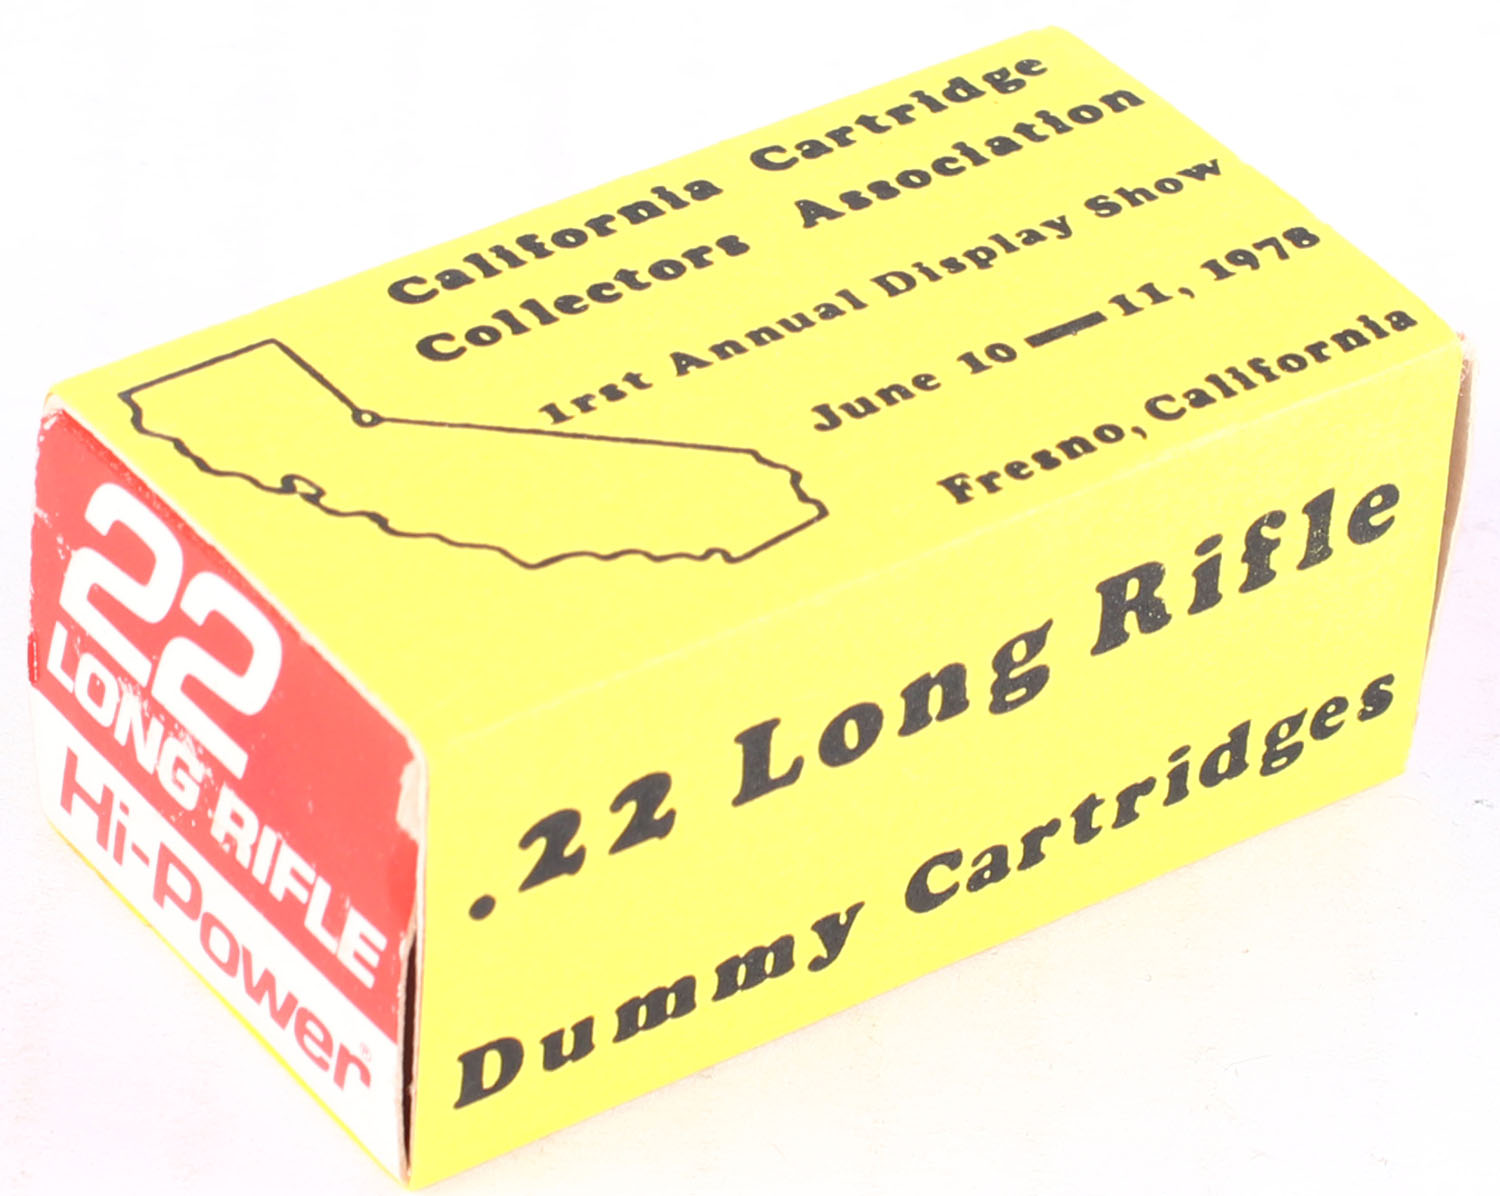 California Cartridge
Collectors Association
1rst Annual Display Show
June 10—11, 1978
Fresno, California
.22 Long Rifle
Dummy Cartridges
22
LONG RIFLE
Hi-Power®